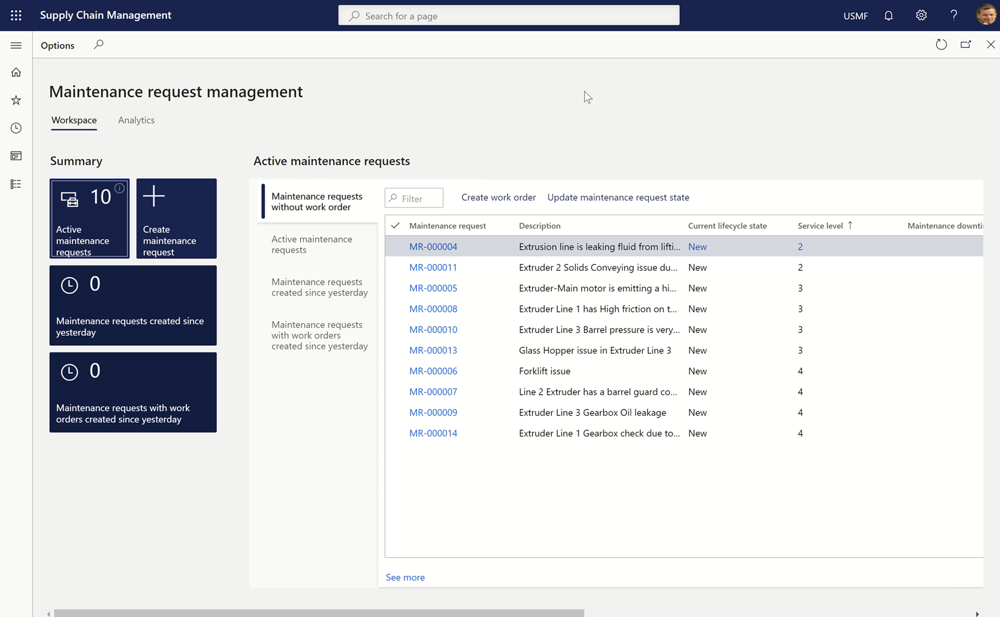 Supply Chain Management
Search for a page
USMF
Options
Maintenance request management
Workspace
Analytics
Summary
10
Active
maintenance
requests
Create
maintenance
request
0
Maintenance requests created since
yesterday
0
Maintenance requests with work
orders created since yesterday
Active maintenance requests
Maintenance requests
without work order
Active maintenance
requests
Maintenance requests
created since yesterday
Maintenance requests
with work orders
created since yesterday
Filter
Create work order
Update maintenance request state
Maintenance request Description Current lifecycle state Service level ↑ Maintenance downti
MR-000004 Extrusion line is leaking fluid from lifti... New 2
MR-000011 Extruder 2 Solids Conveying issue du... New 2
MR-000005 Extruder-Main motor is emitting a hi... New 3
MR-000008 Extruder Line 1 has High friction on t... New 3
MR-000010 Extruder Line 3 Barrel pressure is very... New 3
MR-000013 Glass Hopper issue in Extruder Line 3 New 3
MR-000006 Forklift issue New 4
MR-000007 Line 2 Extruder has a barrel guard co... New 4
MR-000009 Extruder Line 3 Gearbox Oil leakage New 4
MR-000014 Extruder Line 1 Gearbox check due to... New 4
See more